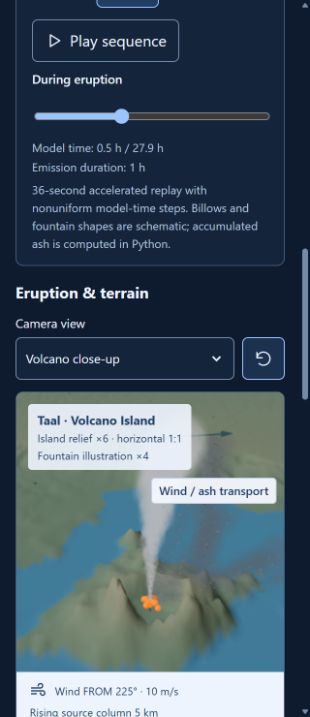 Play sequence
During eruption
Model time: 0.5 h / 27.9 h
Emission duration: 1 h
36-second accelerated replay with
nonuniform model-time steps. Billows and
fountain shapes are schematic; accumulated
ash is computed in Python.
Eruption & terrain
Camera view
Volcano close-up
Taal · Volcano Island
Island relief ×6 · horizontal 1:1
Fountain illustration ×4
Wind / ash transport
Wind FROM 225° · 10 m/s
Rising source column 5 km